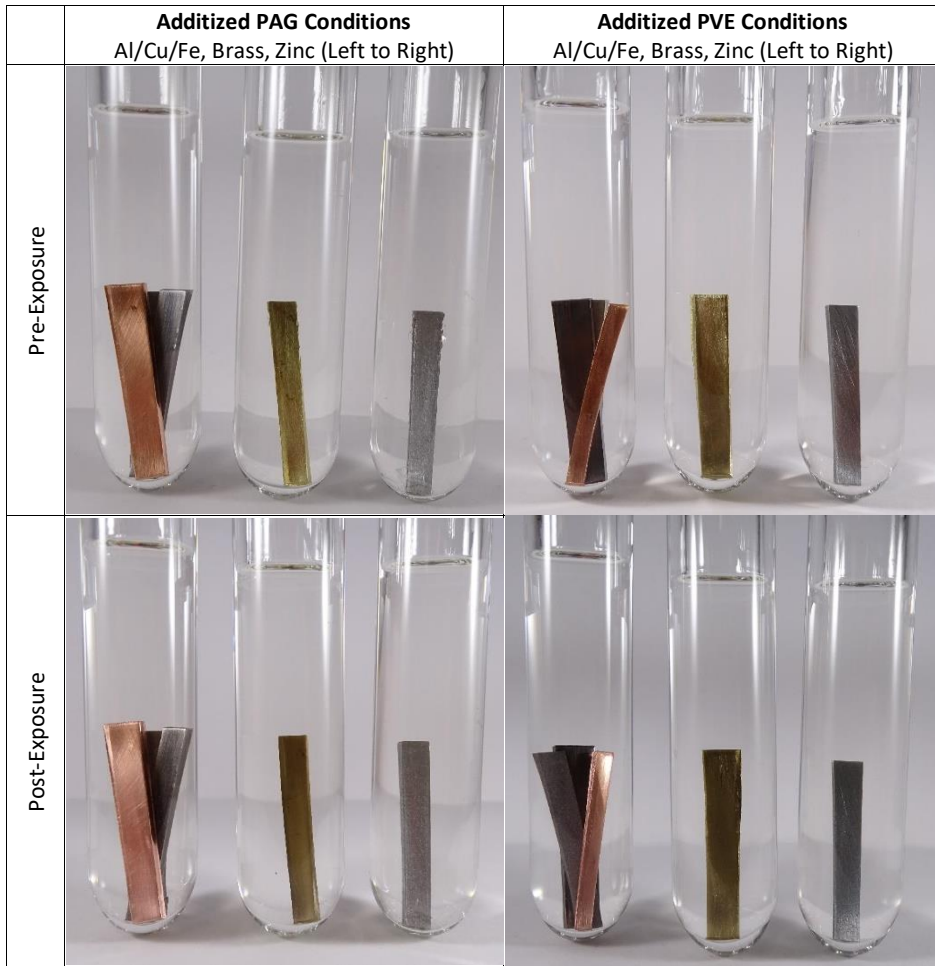 Additized PAG Conditions
Al/Cu/Fe, Brass, Zinc (Left to Right)
Additized PVE Conditions
Al/Cu/Fe, Brass, Zinc (Left to Right)
Pre-Exposure
Post-Exposure